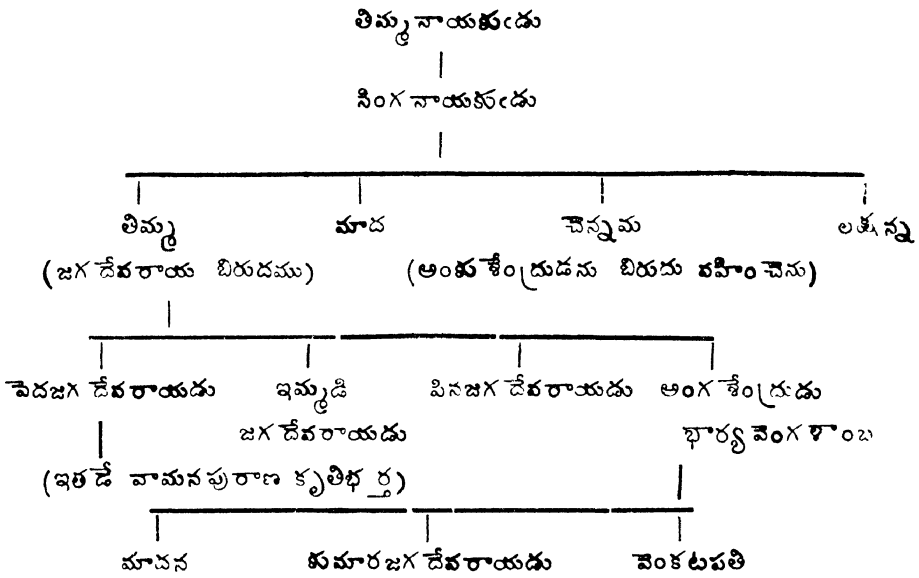 తిమ్మనాయకుఁడు
సింగనాయకుఁడు
తిమ్మ మాద చెన్నమ లక్షన్న
(జగదేవరాయ బిరుదము) (అంకుశేంద్రుడను బిరుదు వహించెను)
పెదజగదేవరాయడు ఇమ్మడి పినజగదేవరాయడు అంగశేంద్రుడు
జగదేవరాయడు భార్య వెంగళాంబ
(ఇతడే వామనపురాణ కృతిభర్త)
మాచన కుమారజగదేవరాయడు వెంకటపతి